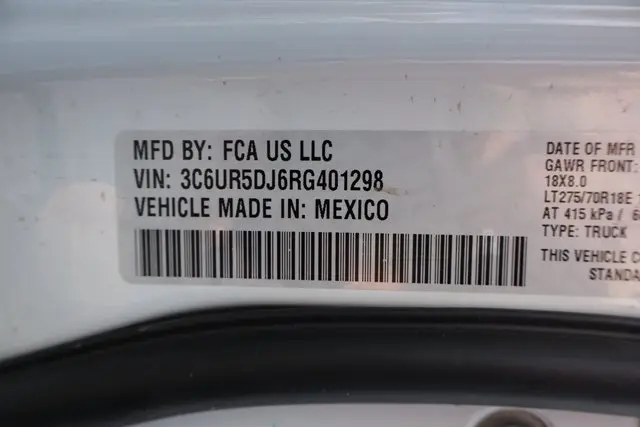 MFD BY: FCA US LLC
VIN: 3C6UR5DJ6RG401298
VEHICLE MADE IN: MEXICO
DATE OF MFR
GAWR FRONT:
18X8.0
LT275/70R18E
AT 415 kPa /
TYPE: TRUCK
THIS VEHICLE
STANDA